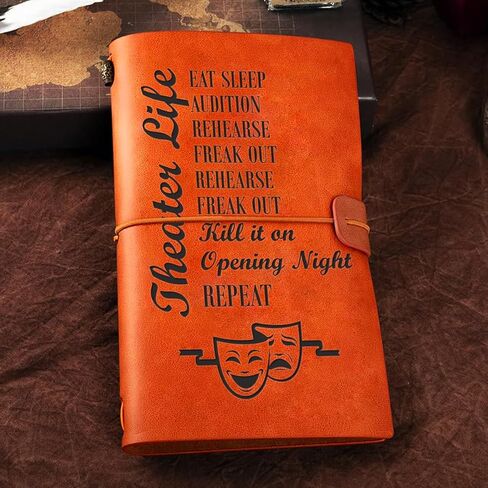 Theater Life
EAT SLEEP
AUDITION
REHEARSE
FREAK OUT
REHEARSE
FREAK OUT
Kill it on
Opening Night
REPEAT